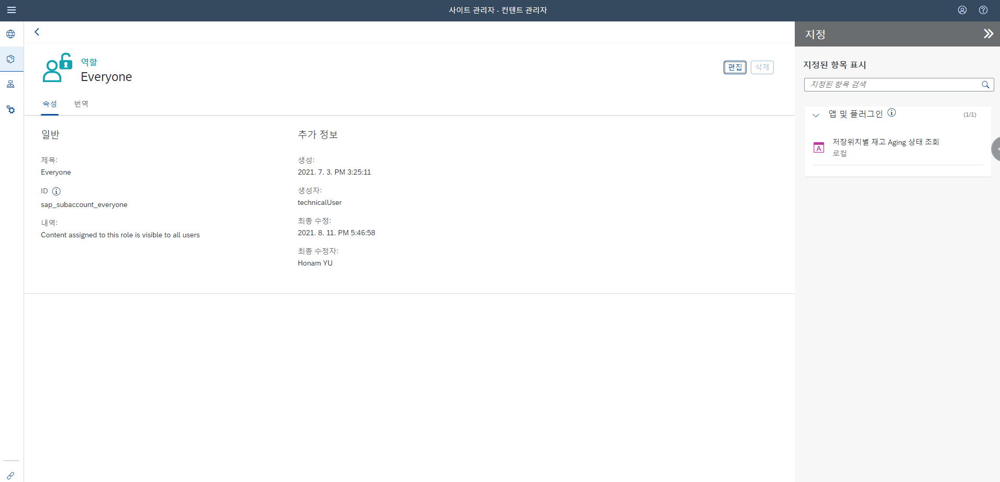 사이트 관리자 - 컨텐트 관리자
역할
Everyone
편집 삭제
속성 번역
일반
제목:
Everyone
ID
sap_subaccount_everyone
내역:
Content assigned to this role is visible to all users
추가 정보
생성:
2021. 7. 3. PM 3:25:11
생성자:
technicalUser
최종 수정:
2021. 8. 11. PM 5:46:58
최종 수정자:
Honam YU
지정
지정된 항목 표시
지정된 항목 검색
앱 및 플러그인 (1/1)
저장위치별 재고 Aging 상태 조회
로컬